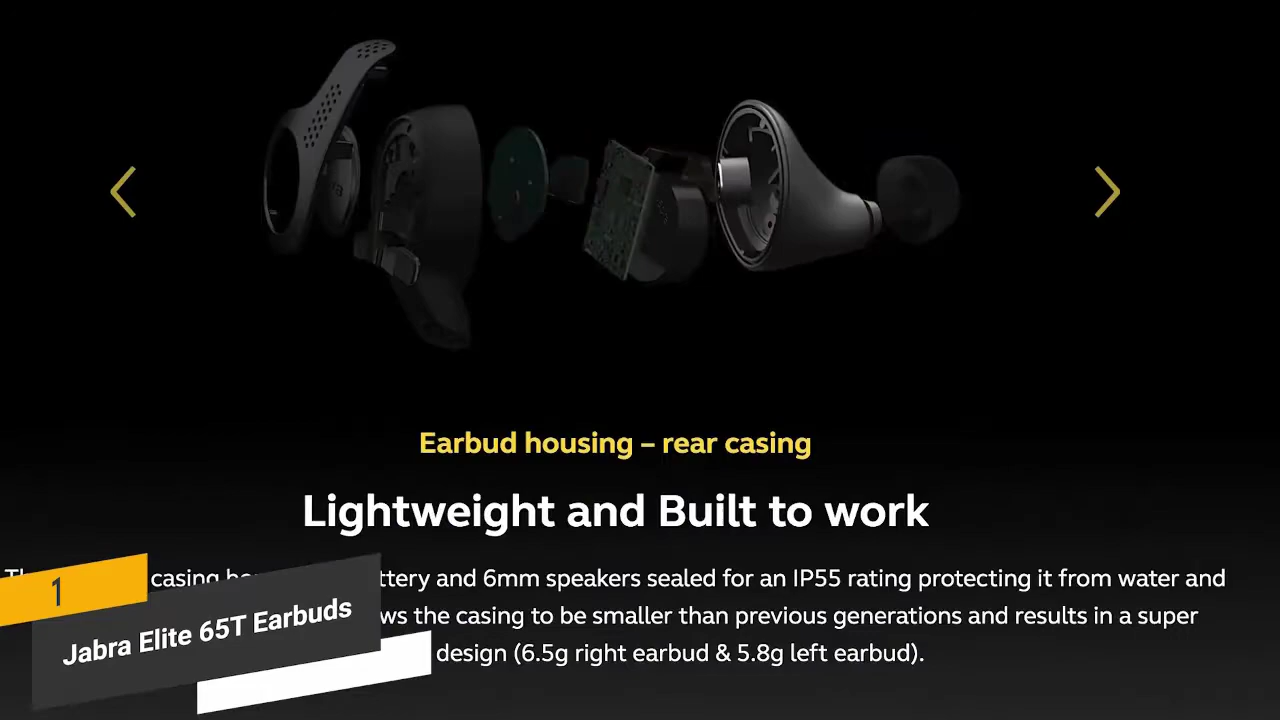 Earbud housing – rear casing
Lightweight and Built to work
casing ttery and 6mm speakers sealed for an IP55 rating protecting it from water and
ws the casing to be smaller than previous generations and results in a super
design (6.5g right earbud & 5.8g left earbud).
1
Jabra Elite 65T Earbuds